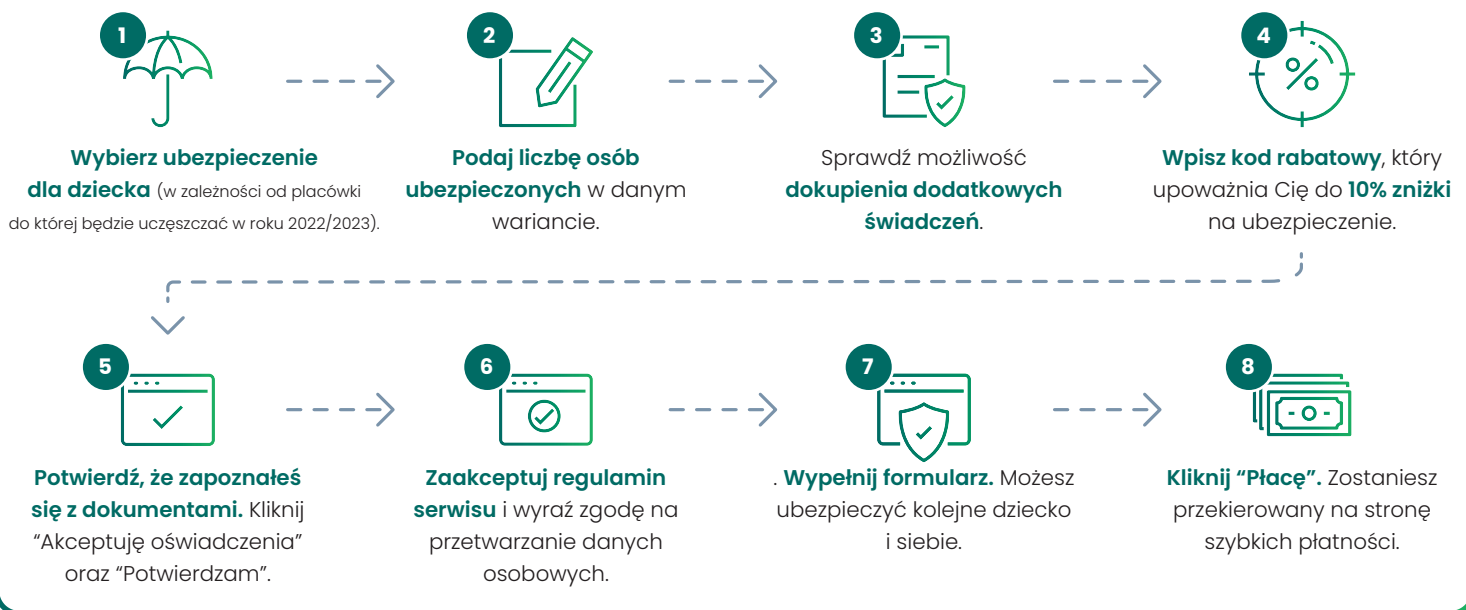 1
Wybierz ubezpieczenie
dla dziecka (w zależności od placówki
do której będzie uczęszczać w roku 2022/2023).
2
Podaj liczbę osób
ubezpieczonych w danym
wariancie.
3
Sprawdź możliwość
dokupienia dodatkowych
świadczeń.
4
Wpisz kod rabatowy, który
upoważnia Cię do 10% zniżki
na ubezpieczenie.
5
Potwierdź, że zapoznałeś
się z dokumentami. Kliknij
“Akceptuję oświadczenia”
oraz “Potwierdzam”.
6
Zaakceptuj regulamin
serwisu i wyraź zgodę na
przetwarzanie danych
osobowych.
7
. Wypełnij formularz. Możesz
ubezpieczyć kolejne dziecko
i siebie.
8
Kliknij “Płacę”. Zostaniesz
przekierowany na stronę
szybkich płatności.